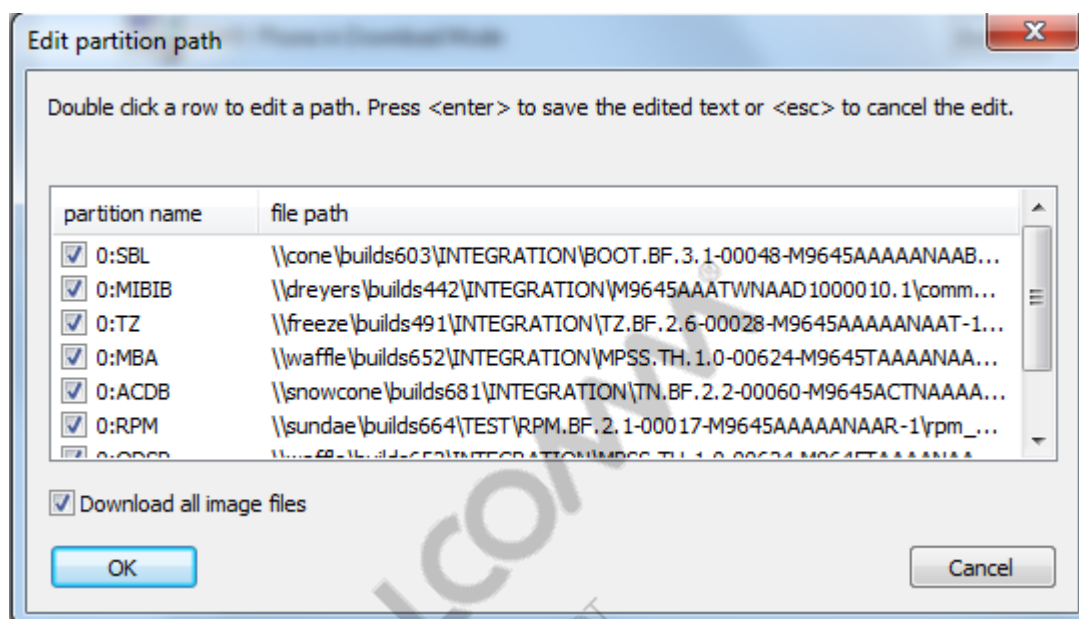 Edit partition path
Double click a row to edit a path. Press <enter> to save the edited text or <esc> to cancel the edit.
partition name file path
0:SBL \\cone\builds603\INTEGRATION\BOOT.BF.3.1-00048-M9645AAAAANAAB...
0:MIBIB \\dreyers\builds442\INTEGRATION\M9645AAATWNAAD1000010.1\comm...
0:TZ \\freeze\builds491\INTEGRATION\TZ.BF.2.6-00028-M9645AAAAANAAT-1...
0:MBA \\waffle\builds652\INTEGRATION\MPSS.TH.1.0-00624-M9645TAAAANAA...
0:ACDB \\snowcone\builds681\INTEGRATION\TN.BF.2.2-00060-M9645ACTNAAAA...
0:RPM \\sundae\builds664\TEST\RPM.BF.2.1-00017-M9645AAAAANAAR-1\rpm_...
Download all image files
OK Cancel